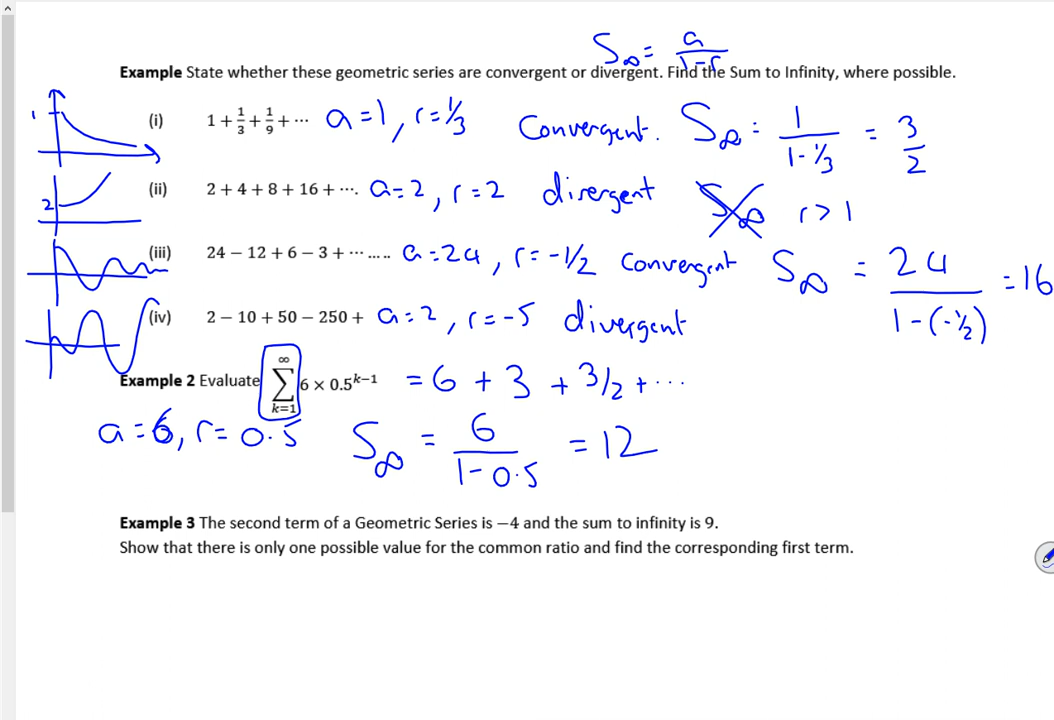 S∞ = a/(1-r)
Example State whether these geometric series are convergent or divergent. Find the Sum to Infinity, where possible.
1 (i) 1 + 1/3 + 1/9 + ⋯ a=1, r=1/3 Convergent. S∞ = 1/(1-1/3) = 3/2
2 (ii) 2 + 4 + 8 + 16 + ⋯. a=2, r=2 divergent S∞ r>1
(iii) 24 − 12 + 6 − 3 + ⋯ ..... a=24, r=-1/2 Convergent S∞ = 24/(1-(-1/2)) = 16
(iv) 2 − 10 + 50 − 250 + a=2, r=-5 divergent
Example 2 Evaluate ∑_{k=1}^{∞} 6 × 0.5^{k−1} = 6 + 3 + 3/2 + ...
a=6, r=0.5 S∞ = 6/(1-0.5) = 12
Example 3 The second term of a Geometric Series is −4 and the sum to infinity is 9.
Show that there is only one possible value for the common ratio and find the corresponding first term.